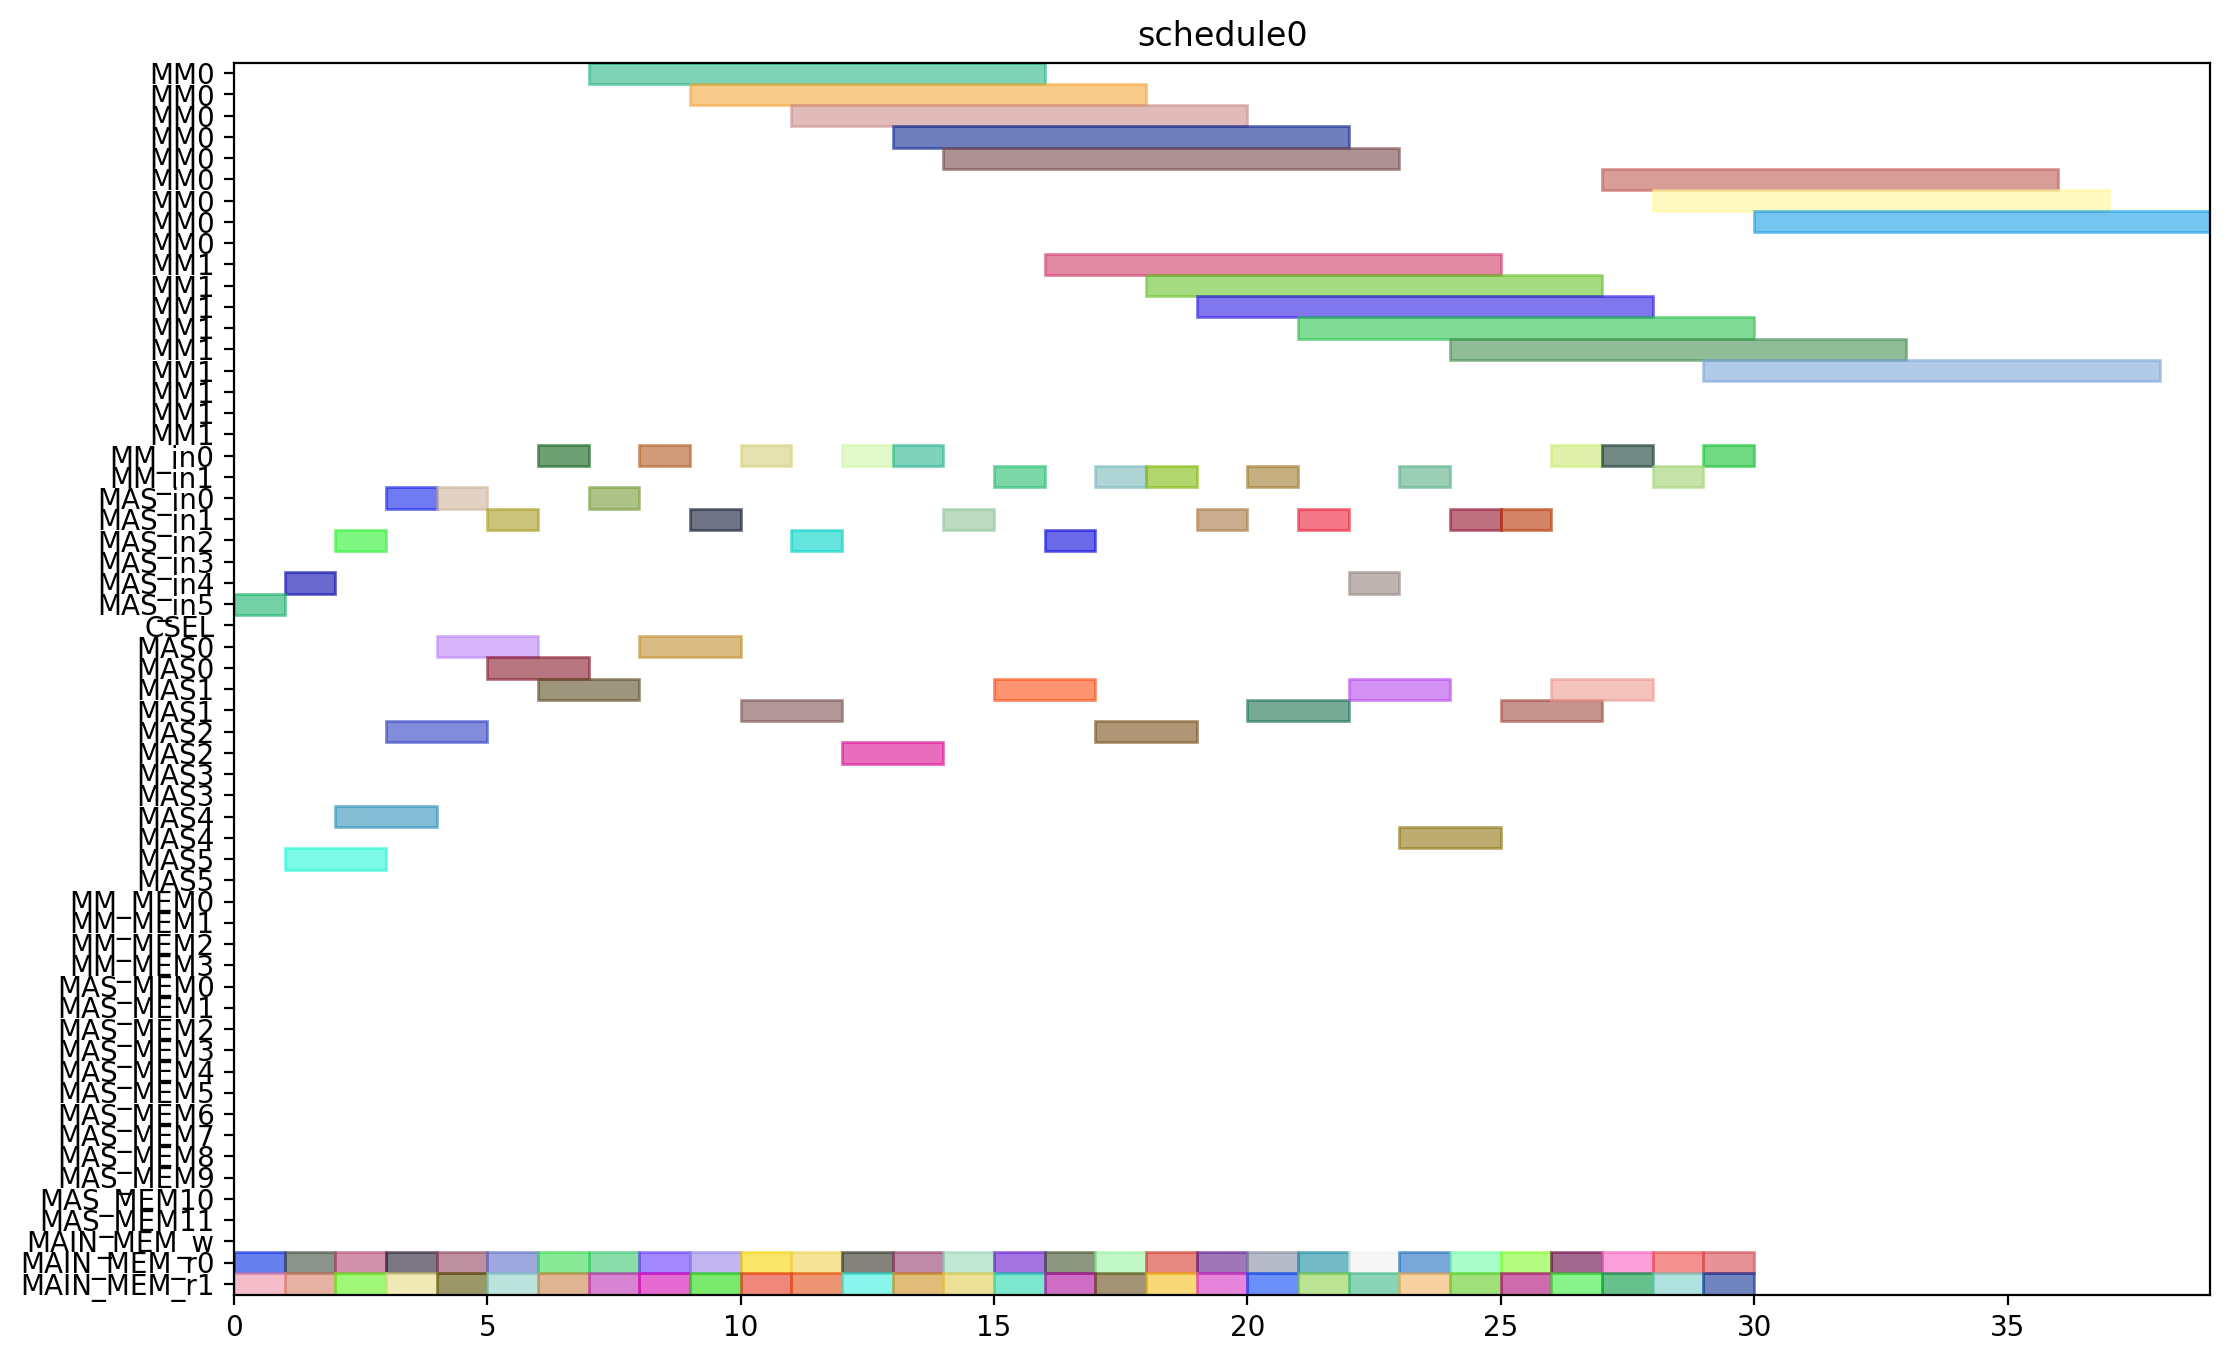 schedule0
MM0
MM0
MM0
MM0
MM0
MM0
MM0
MM0
MM0
MM1
MM1
MM1
MM1
MM1
MM1
MM1
MM1
MM1
MM_in0
MM_in1
MAS_in0
MAS_in1
MAS_in2
MAS_in3
MAS_in4
MAS_in5
CSEL
MAS0
MAS0
MAS1
MAS1
MAS2
MAS2
MAS3
MAS3
MAS4
MAS4
MAS5
MAS5
MM_MEM0
MM_MEM1
MM_MEM2
MM_MEM3
MAS_MEM0
MAS_MEM1
MAS_MEM2
MAS_MEM3
MAS_MEM4
MAS_MEM5
MAS_MEM6
MAS_MEM7
MAS_MEM8
MAS_MEM9
MAS_MEM10
MAS_MEM11
MAIN_MEM_w
MAIN_MEM_r0
MAIN_MEM_r1
0 5 10 15 20 25 30 35